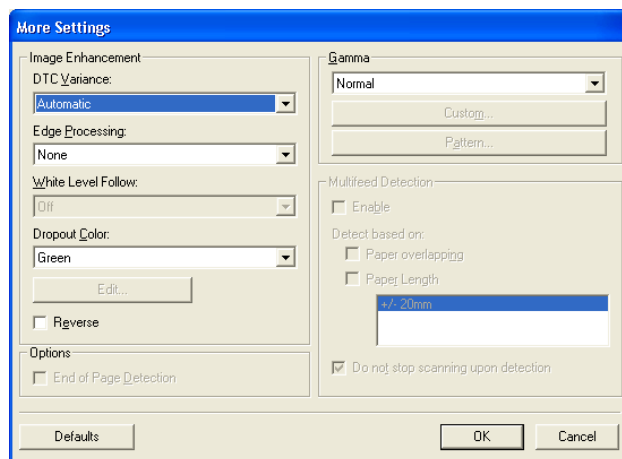 More Settings
Image Enhancement
DTC Variance:
Automatic
Edge Processing:
None
White Level Follow:
Off
Dropout Color:
Green
Edit...
Reverse
Options
End of Page Detection
Gamma
Normal
Custom...
Pattern...
Multifeed Detection
Enable
Detect based on:
Paper overlapping
Paper Length
+/- 20mm
Do not stop scanning upon detection
Defaults
OK
Cancel